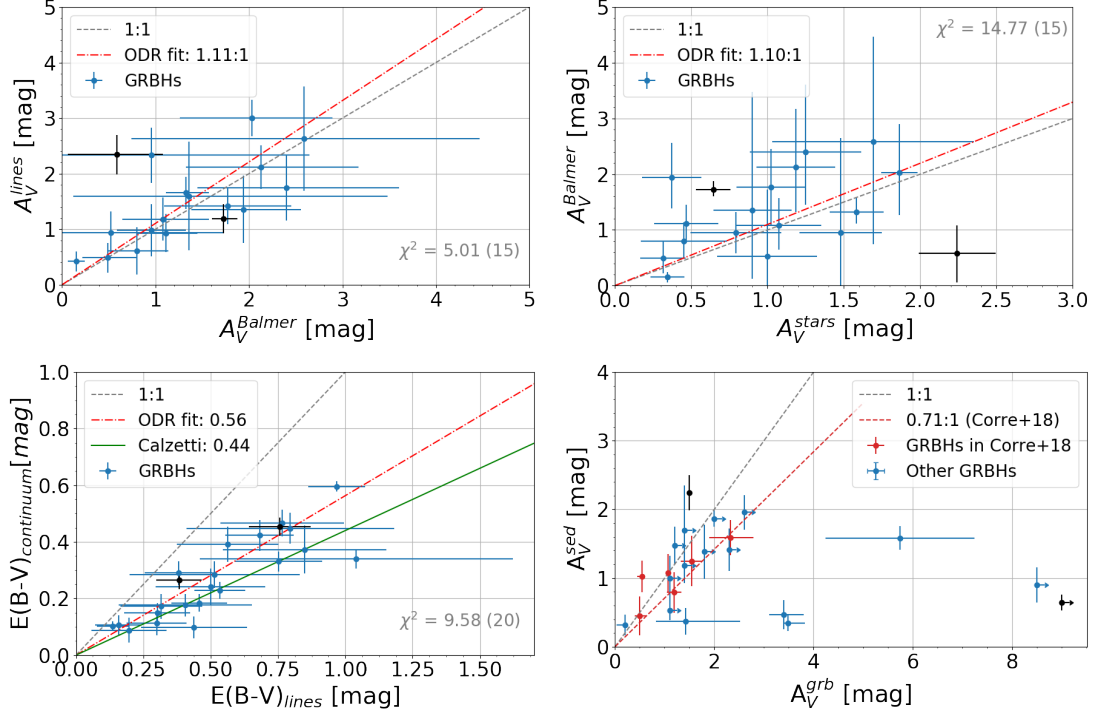 5
4
3
2
1
0
0
1
2
3
4
5
A_V^{lines} [mag]
A_V^{Balmer} [mag]
1:1
ODR fit: 1.11:1
GRBHs
χ² = 5.01 (15)
5
4
3
2
1
0
0.0
0.5
1.0
1.5
2.0
2.5
3.0
A_V^{Balmer} [mag]
A_V^{stars} [mag]
1:1
ODR fit: 1.10:1
GRBHs
χ² = 14.77 (15)
1.0
0.8
0.6
0.4
0.2
0.0
0.00
0.25
0.50
0.75
1.00
1.25
1.50
E(B-V)_{continuum}[mag]
E(B-V)_{lines} [mag]
1:1
ODR fit: 0.56
Calzetti: 0.44
GRBHs
χ² = 9.58 (20)
4
3
2
1
0
0
2
4
6
8
A_V^{sed} [mag]
A_V^{grb} [mag]
1:1
0.71:1 (Corre+18)
GRBHs in Corre+18
Other GRBHs